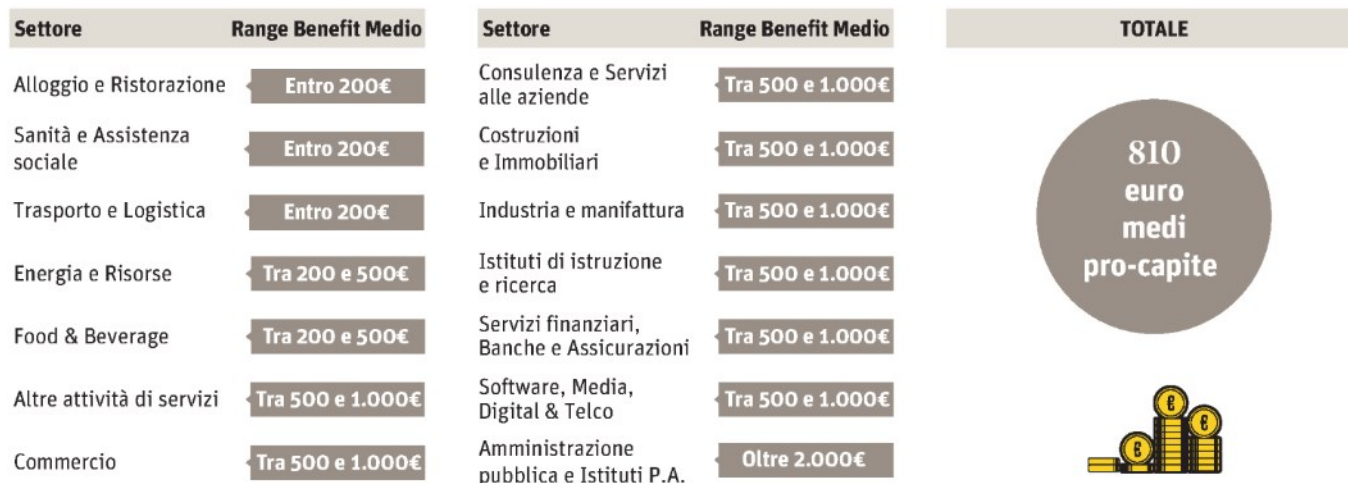 Settore Range Benefit Medio
Alloggio e Ristorazione Entro 200€
Sanità e Assistenza
sociale Entro 200€
Trasporto e Logistica Entro 200€
Energia e Risorse Tra 200 e 500€
Food & Beverage Tra 200 e 500€
Altre attività di servizi Tra 500 e 1.000€
Commercio Tra 500 e 1.000€
Settore Range Benefit Medio
Consulenza e Servizi
alle aziende Tra 500 e 1.000€
Costruzioni
e Immobiliari Tra 500 e 1.000€
Industria e manifattura Tra 500 e 1.000€
Istituti di istruzione
e ricerca Tra 500 e 1.000€
Servizi finanziari,
Banche e Assicurazioni Tra 500 e 1.000€
Software, Media,
Digital & Telco Tra 500 e 1.000€
Amministrazione
pubblica e Istituti P.A. Oltre 2.000€
TOTALE
810
euro
medi
pro-capite
€
€
€